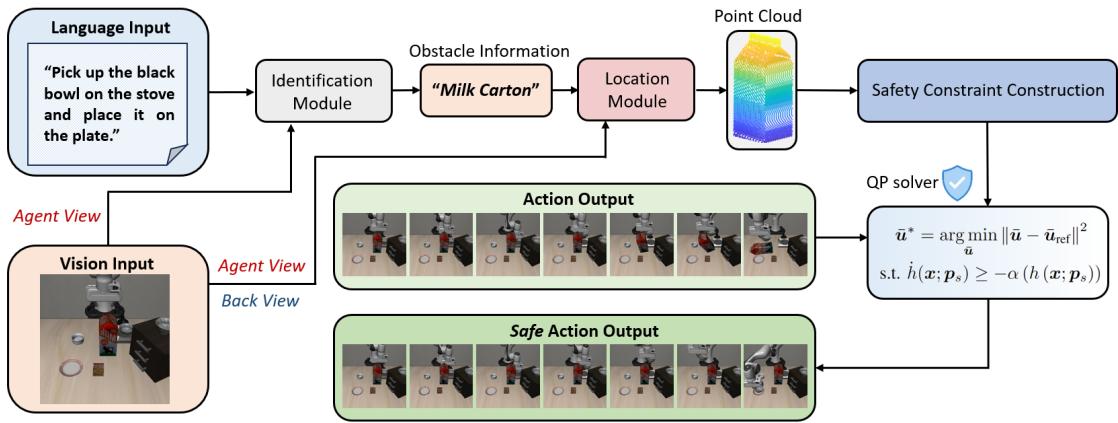 Language Input
“Pick up the black
bowl on the stove
and place it on
the plate.”
Identification
Module
Obstacle Information
“Milk Carton”
Location
Module
Point Cloud
Safety Constraint Construction
Agent View
Vision Input
Agent View
Back View
Action Output
QP solver
ū* = arg min ‖ū − ū_ref‖²
ū
s.t. ḣ(x; p_s) ≥ −α (h (x; p_s))
Safe Action Output